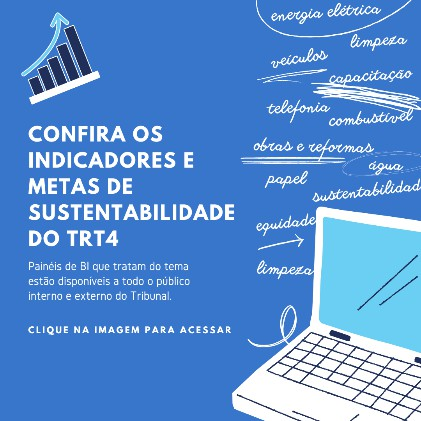 energia elétrica
limpeza
veículos
capacitação
telefonia
combustível
obras e reformas
água
papel
sustentabilidad
equidade
limpeza
CONFIRA OS
INDICADORES E
METAS DE
SUSTENTABILIDADE
DO TRT4
Painéis de BI que tratam do tema
estão disponíveis a todo o público
interno e externo do Tribunal.
CLIQUE NA IMAGEM PARA ACESSAR